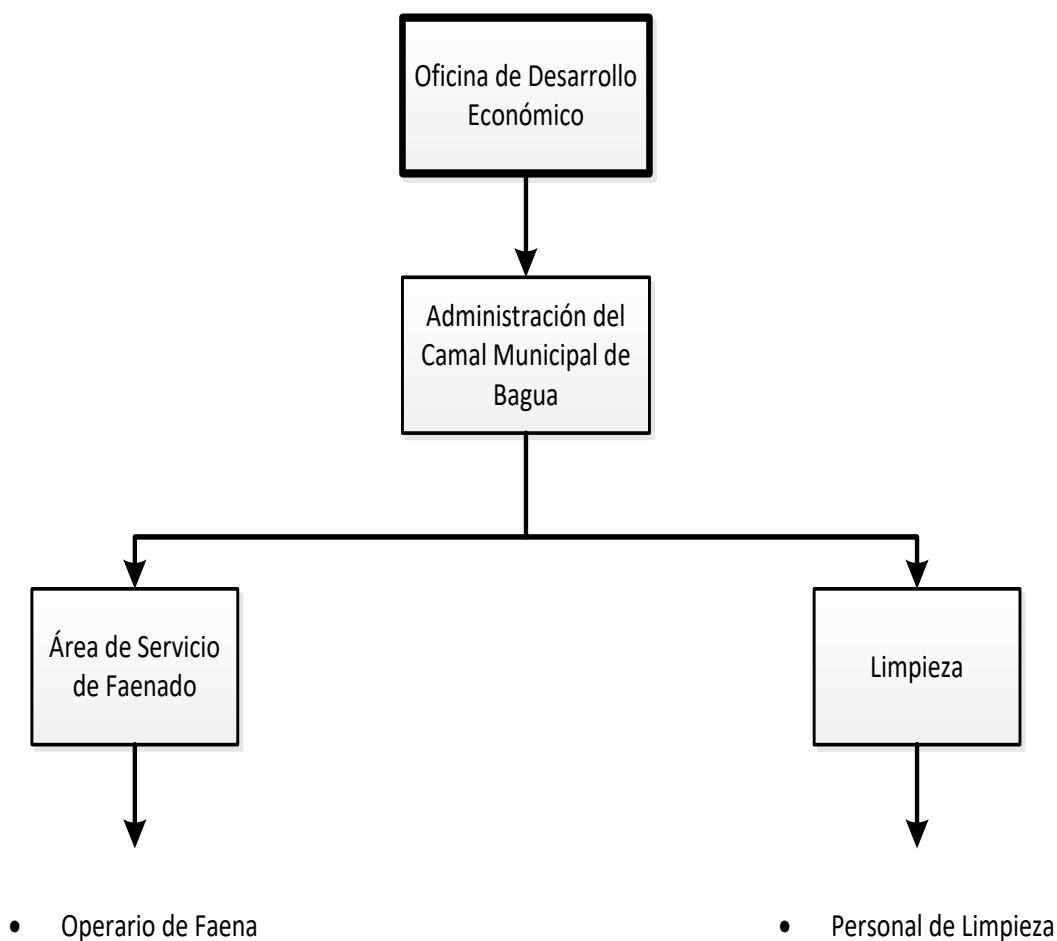 Oficina de Desarrollo
Económico
Administración del
Camal Municipal de
Bagua
Área de Servicio
de Faenado
Limpieza
• Operario de Faena
• Personal de Limpieza